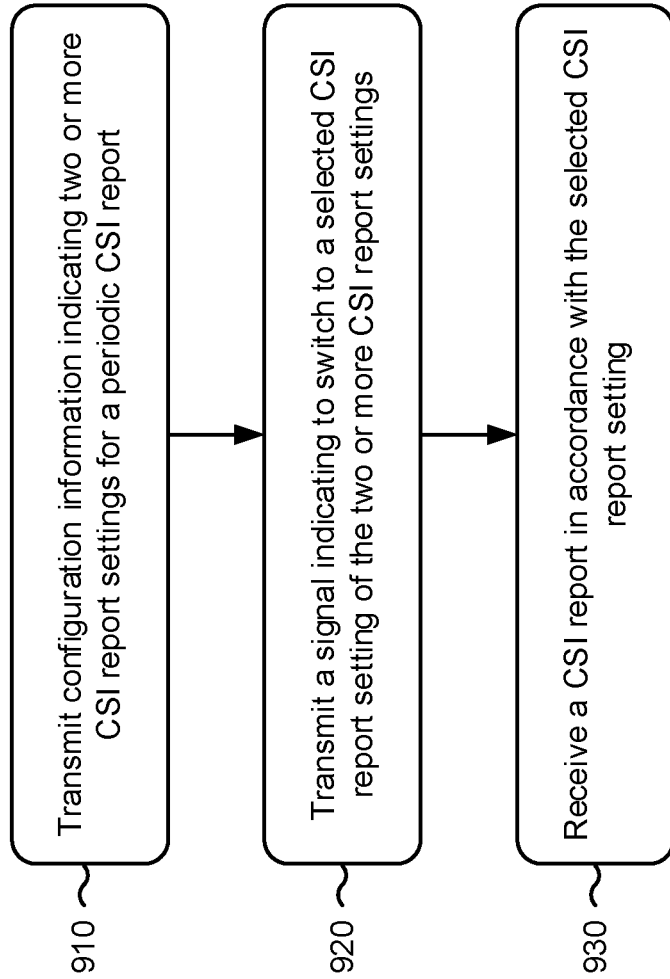 910
Transmit configuration information indicating two or more
CSI report settings for a periodic CSI report
920
Transmit a signal indicating to switch to a selected CSI
report setting of the two or more CSI report settings
930
Receive a CSI report in accordance with the selected CSI
report setting